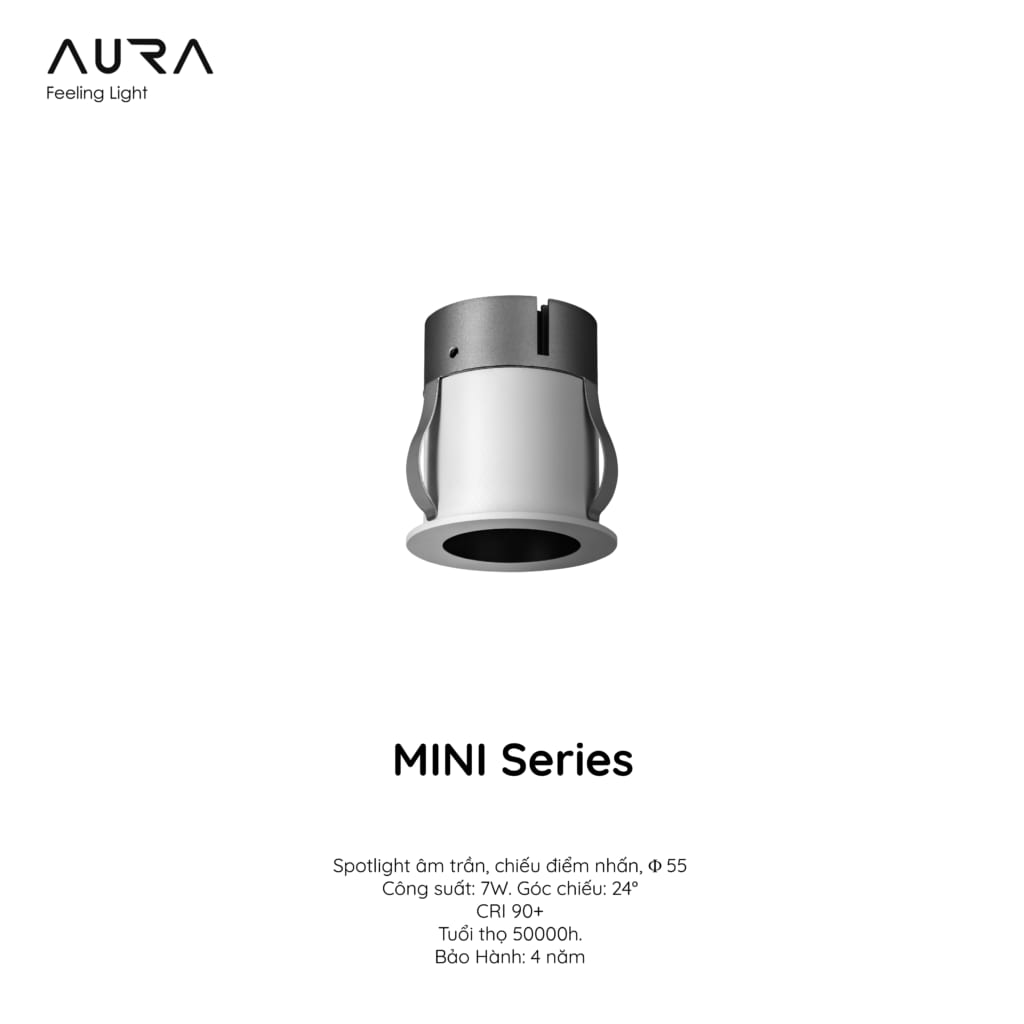 AURA
Feeling Light
MINI Series
Spotlight âm trần, chiếu điểm nhấn, Φ 55
Công suất: 7W. Góc chiếu: 24°
CRI 90+
Tuổi thọ 50000h.
Bảo Hành: 4 năm